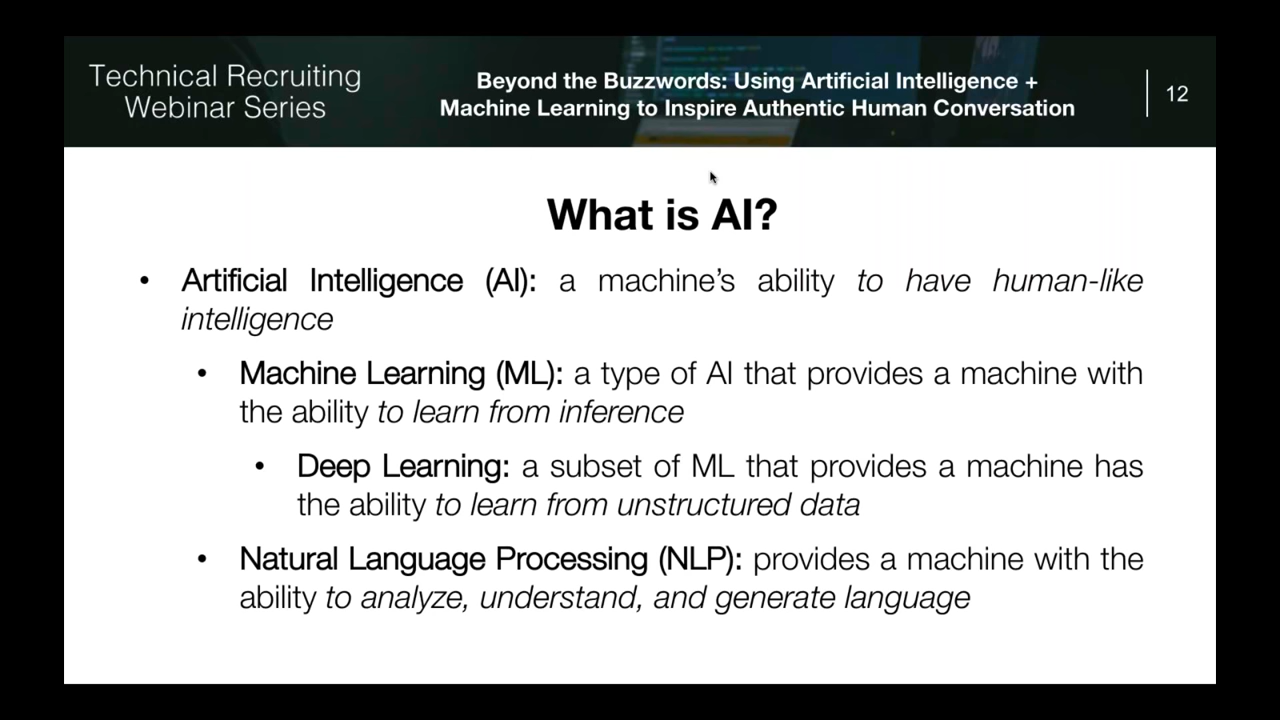 Technical Recruiting
Webinar Series
Beyond the Buzzwords: Using Artificial Intelligence +
Machine Learning to Inspire Authentic Human Conversation
12
What is AI?
• Artificial Intelligence (AI): a machine’s ability to have human-like
intelligence
• Machine Learning (ML): a type of AI that provides a machine with
the ability to learn from inference
• Deep Learning: a subset of ML that provides a machine has
the ability to learn from unstructured data
• Natural Language Processing (NLP): provides a machine with the
ability to analyze, understand, and generate language